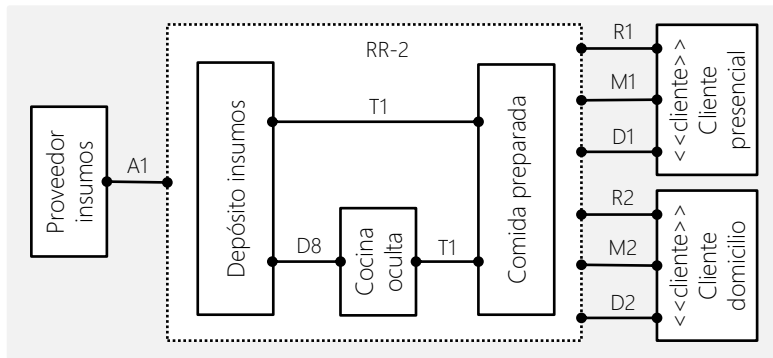 RR-2
Proveedor
insumos
A1
Depósito insumos
T1
D8
Cocina
oculta
T1
Comida preparada
R1
M1
D1
<<cliente>>
Cliente
presencial
R2
M2
D2
<<cliente>>
Cliente
domicilio